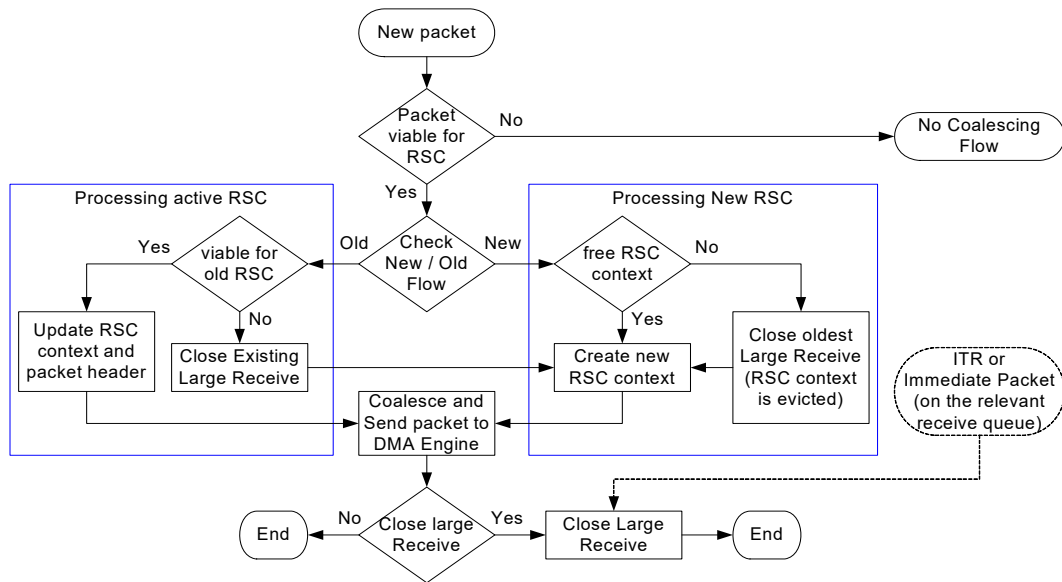 New packet
Packet
viable for
RSC
No
No Coalescing
Flow
Yes
Processing active RSC
Processing New RSC
Yes
viable for
old RSC
Old
Check
New / Old
Flow
New
free RSC
context
No
No
Yes
Update RSC
context and
packet header
Close Existing
Large Receive
Create new
RSC context
Close oldest
Large Receive
(RSC context
is evicted)
ITR or
Immediate Packet
(on the relevant
receive queue)
Coalesce and
Send packet to
DMA Engine
End
No
Close large
Receive
Yes
Close Large
Receive
End